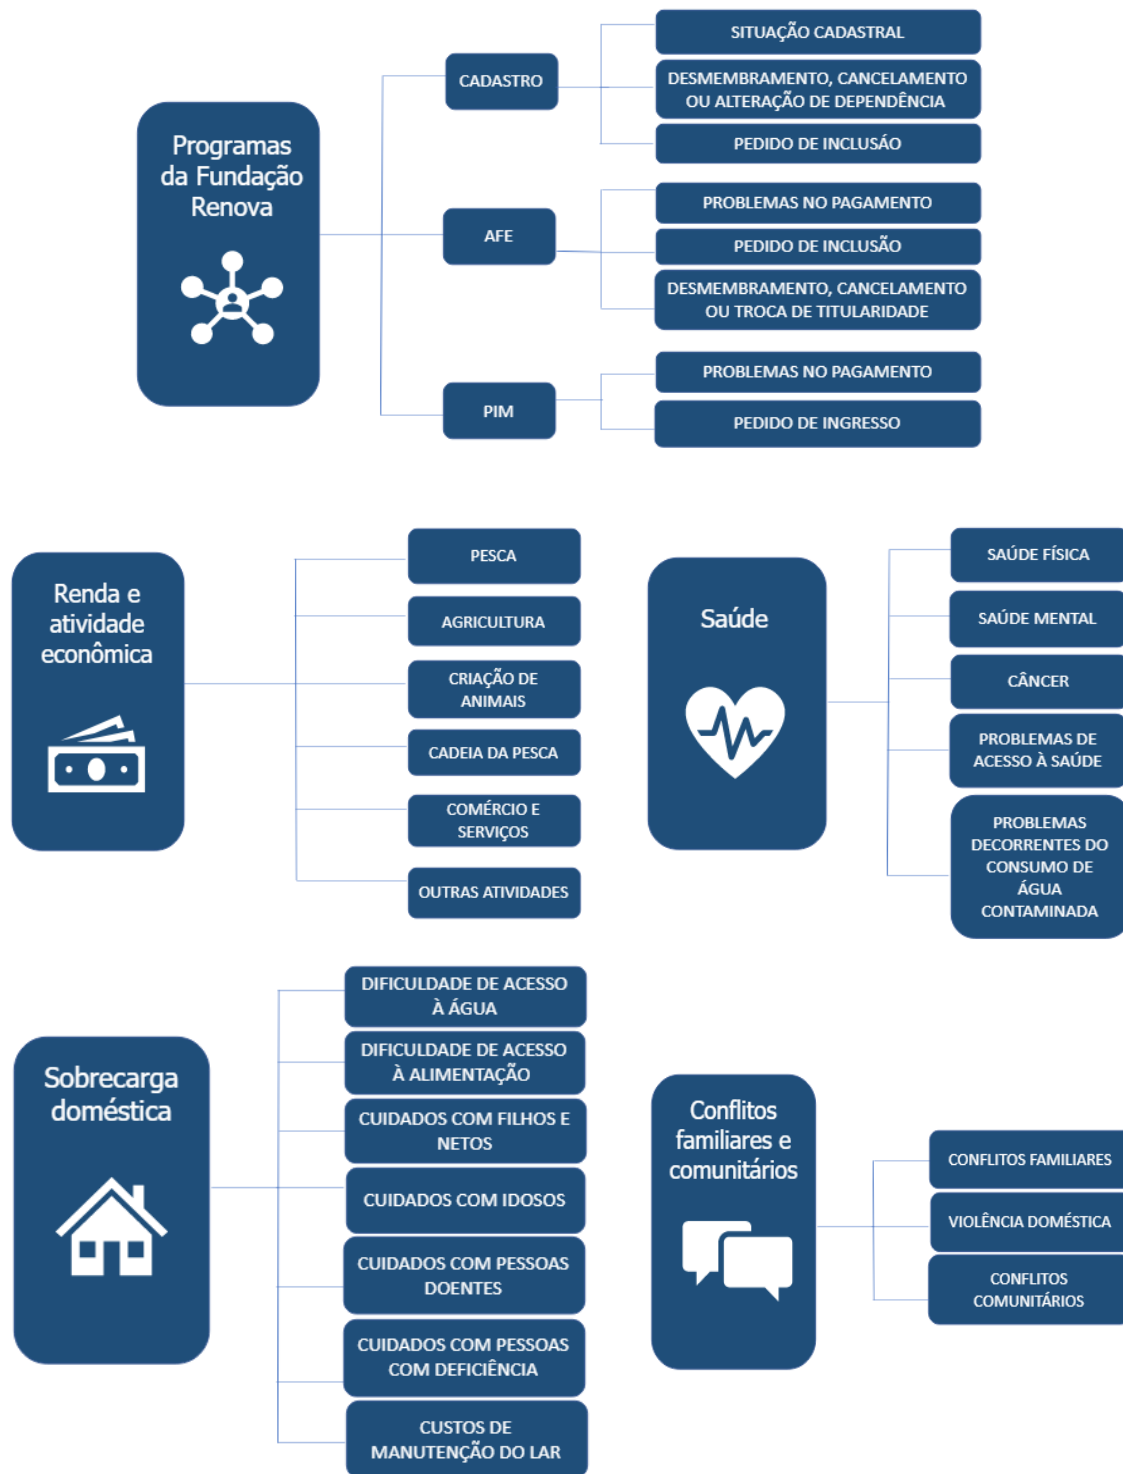 Programas
da Fundação
Renova
CADASTRO
SITUAÇÃO CADASTRAL
DESMEMBRAMENTO, CANCELAMENTO
OU ALTERAÇÃO DE DEPENDÊNCIA
PEDIDO DE INCLUSÁO
AFE
PROBLEMAS NO PAGAMENTO
PEDIDO DE INCLUSÃO
DESMEMBRAMENTO, CANCELAMENTO
OU TROCA DE TITULARIDADE
PIM
PROBLEMAS NO PAGAMENTO
PEDIDO DE INGRESSO
Renda e
atividade
econômica
PESCA
AGRICULTURA
CRIAÇÃO DE
ANIMAIS
CADEIA DA PESCA
COMÉRCIO E
SERVIÇOS
OUTRAS ATIVIDADES
Saúde
SAÚDE FÍSICA
SAÚDE MENTAL
CÂNCER
PROBLEMAS DE
ACESSO À SAÚDE
PROBLEMAS
DECORRENTES DO
CONSUMO DE
ÁGUA
CONTAMINADA
Sobrecarga
doméstica
DIFICULDADE DE ACESSO
À ÁGUA
DIFICULDADE DE ACESSO
À ALIMENTAÇÃO
CUIDADOS COM FILHOS E
NETOS
CUIDADOS COM IDOSOS
CUIDADOS COM PESSOAS
DOENTES
CUIDADOS COM PESSOAS
COM DEFICIÊNCIA
CUSTOS DE
MANUTENÇÃO DO LAR
Conflitos
familiares e
comunitários
CONFLITOS FAMILIARES
VIOLÊNCIA DOMÉSTICA
CONFLITOS
COMUNITÁRIOS